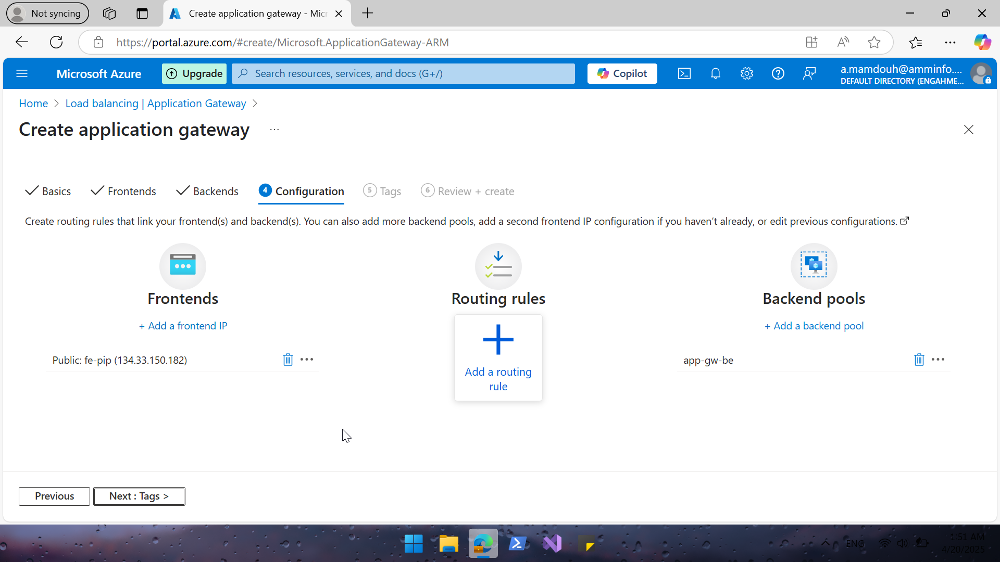 Not syncing
Create application gateway - Micr
https://portal.azure.com/#create/Microsoft.ApplicationGateway-ARM
Microsoft Azure
Upgrade
Search resources, services, and docs (G+/)
Copilot
a.mamdouh@amminfo....
DEFAULT DIRECTORY (ENGAHME...
Home > Load balancing | Application Gateway >
Create application gateway ...
Basics
Frontends
Backends
4 Configuration
5 Tags
6 Review + create
Create routing rules that link your frontend(s) and backend(s). You can also add more backend pools, add a second frontend IP configuration if you haven’t already, or edit previous configurations.
Frontends
+ Add a frontend IP
Public: fe-pip (134.33.150.182)
Routing rules
Add a routing
rule
Backend pools
+ Add a backend pool
app-gw-be
Previous
Next : Tags >
ENG
1:51 AM
4/20/2025